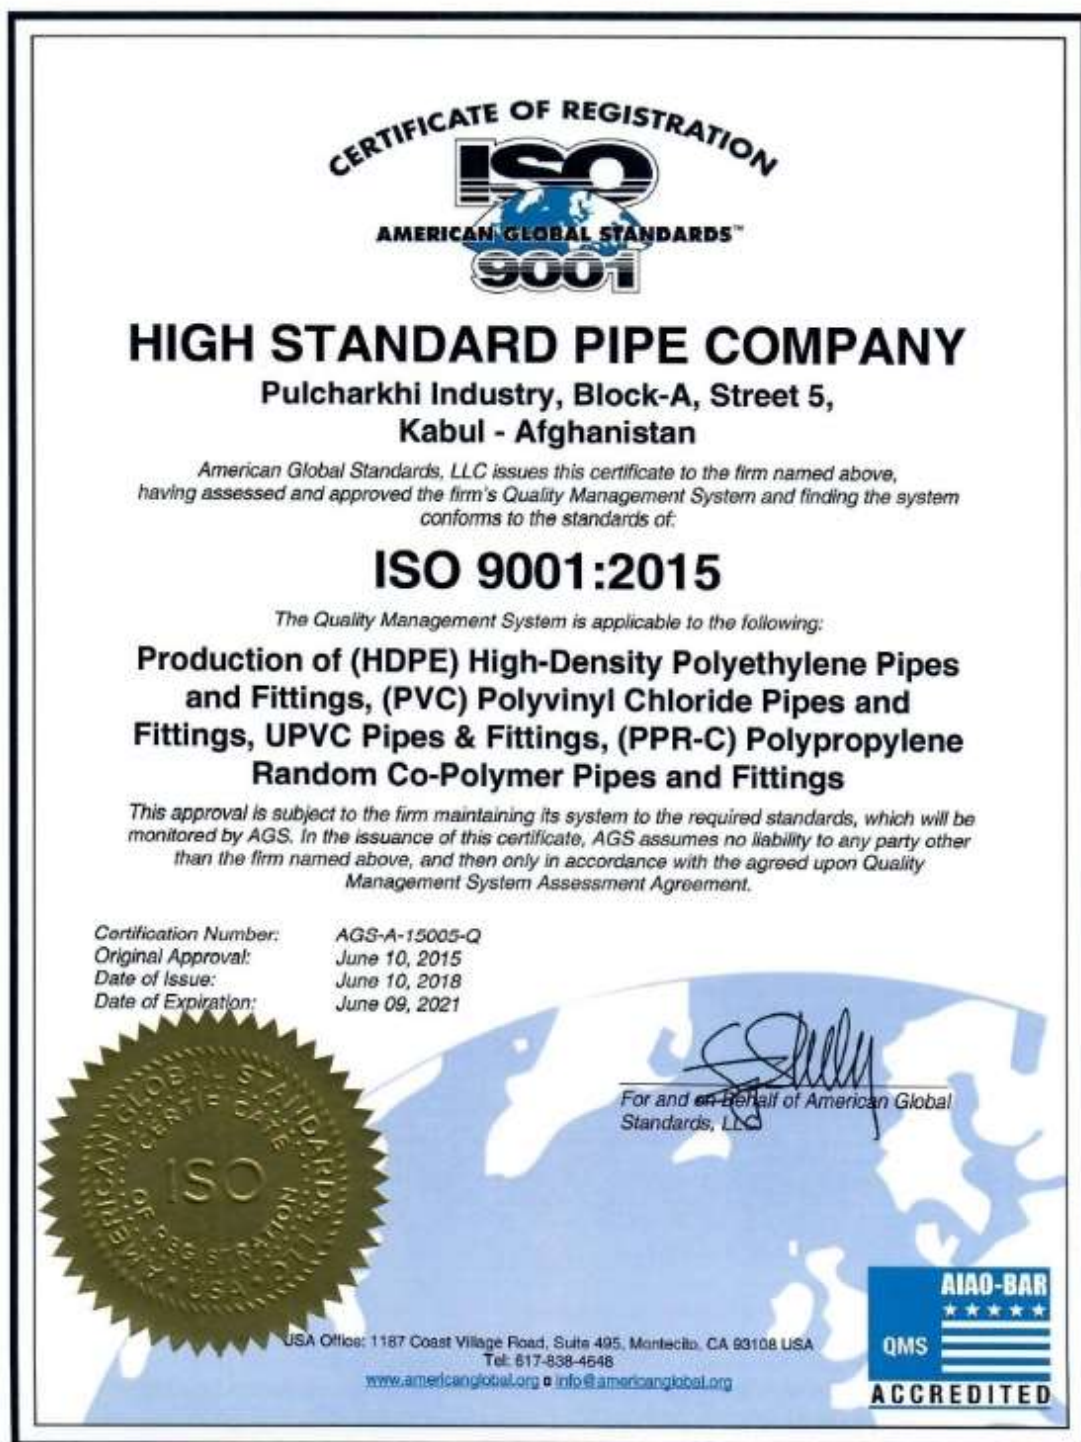 CERTIFICATE OF REGISTRATION
ISO
AMERICAN GLOBAL STANDARDS™
9001
HIGH STANDARD PIPE COMPANY
Pulcharkhi Industry, Block-A, Street 5,
Kabul - Afghanistan
American Global Standards, LLC issues this certificate to the firm named above,
having assessed and approved the firm's Quality Management System and finding the system
conforms to the standards of:
ISO 9001:2015
The Quality Management System is applicable to the following:
Production of (HDPE) High-Density Polyethylene Pipes
and Fittings, (PVC) Polyvinyl Chloride Pipes and
Fittings, UPVC Pipes & Fittings, (PPR-C) Polypropylene
Random Co-Polymer Pipes and Fittings
This approval is subject to the firm maintaining its system to the required standards, which will be
monitored by AGS. In the issuance of this certificate, AGS assumes no liability to any party other
than the firm named above, and then only in accordance with the agreed upon Quality
Management System Assessment Agreement.
Certification Number: AGS-A-15005-Q
Original Approval: June 10, 2015
Date of Issue: June 10, 2018
Date of Expiration: June 09, 2021
For and on Behalf of American Global
Standards, LLC
AMERICAN GLOBAL STANDARDS, LLC
CERTIFICATE
ISO
OF REGISTRATION
USA
AIAO-BAR
QMS
ACCREDITED
USA Office: 1187 Coast Village Road, Suite 495, Montecito, CA 93108 USA
Tel: 617-838-4648
www.americanglobal.org info@americanglobal.org